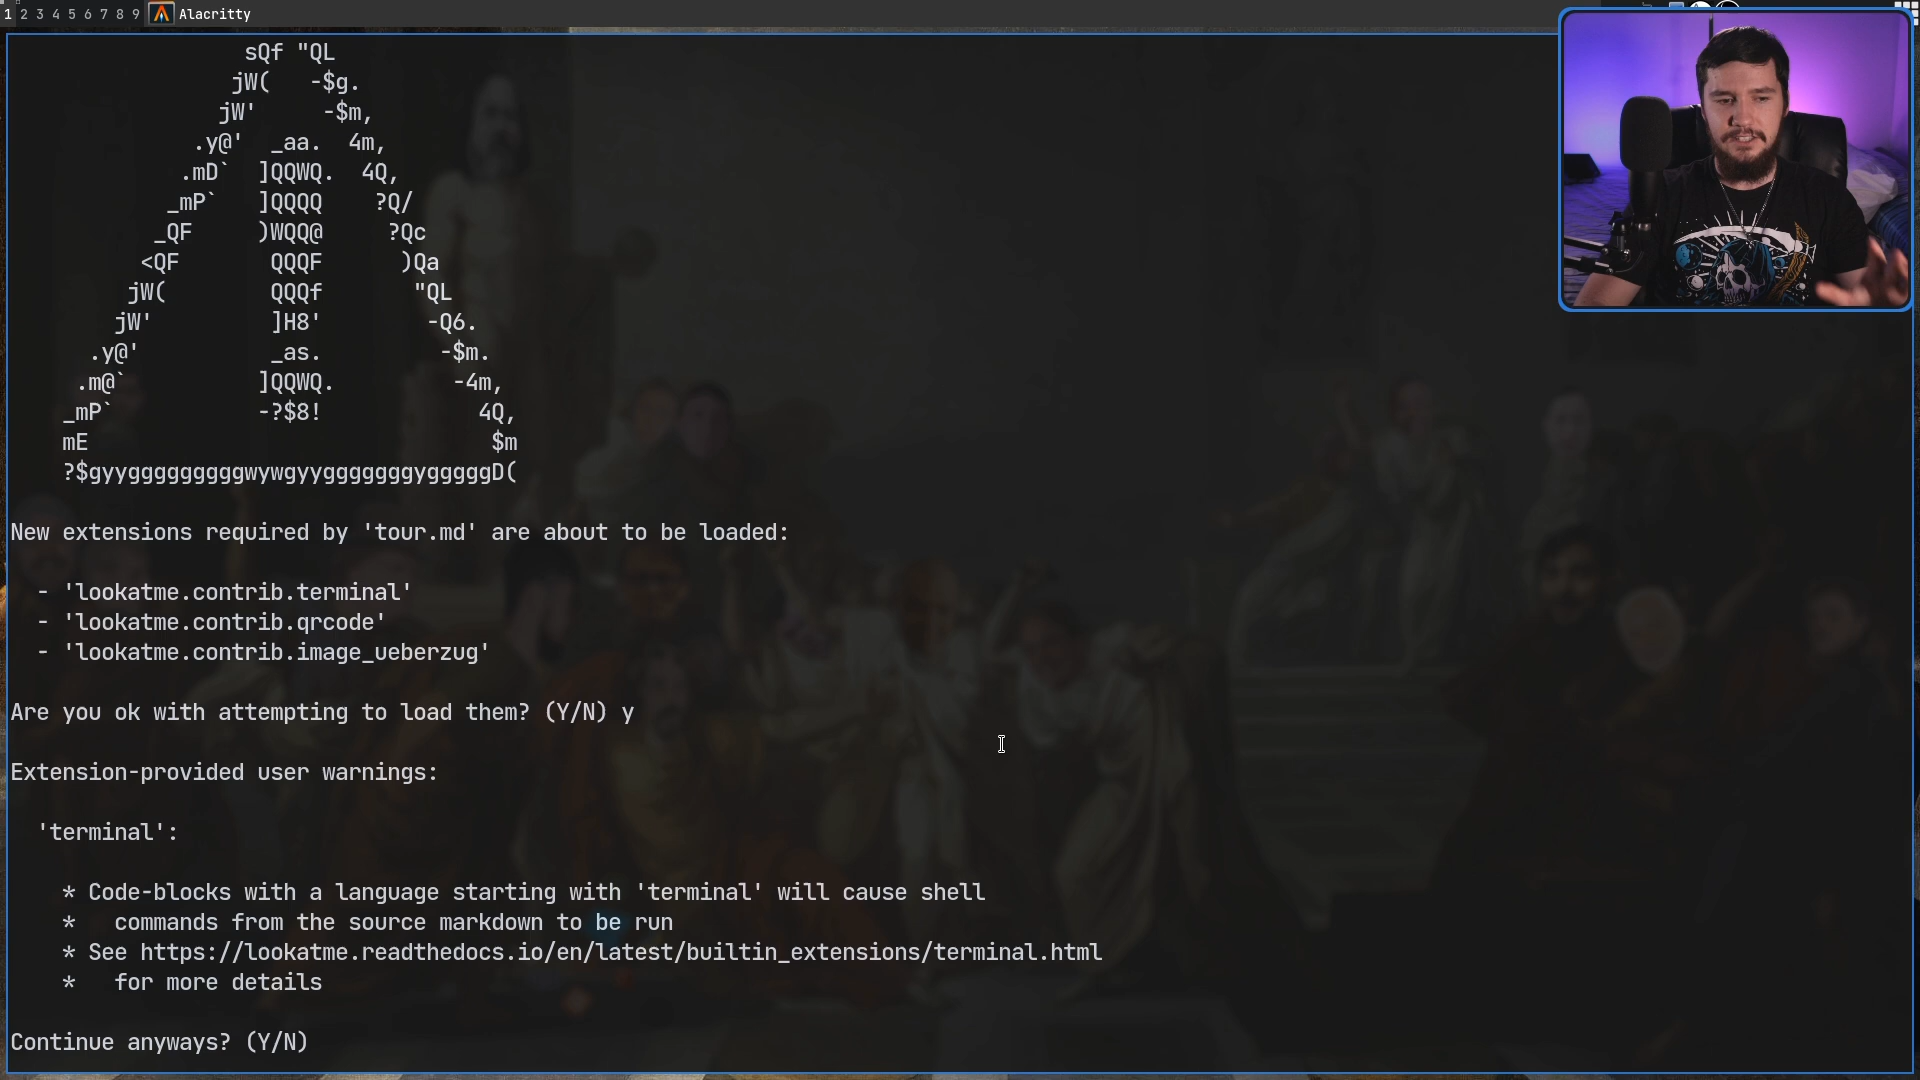 1 2 3 4 5 6 7 8 9 Alacritty
sQf "QL
jW( -$g.
jW' -$m,
.y@' _aa. 4m,
.mD` ]QQWQ. 4Q,
_mP` ]QQQQ ?Q/
_QF )WQQ@ ?Qc
<QF QQQF )Qa
jW( QQQf "QL
jW' ]H8' -Q6.
.y@' _as. -$m.
.m@` ]QQWQ. -4m,
_mP` -?$8! 4Q,
mE $m
?$gyygggggggggwywgyygggggggygggggD(
New extensions required by 'tour.md' are about to be loaded:
- 'lookatme.contrib.terminal'
- 'lookatme.contrib.qrcode'
- 'lookatme.contrib.image_ueberzug'
Are you ok with attempting to load them? (Y/N) y
Extension-provided user warnings:
'terminal':
* Code-blocks with a language starting with 'terminal' will cause shell
* commands from the source markdown to be run
* See https://lookatme.readthedocs.io/en/latest/builtin_extensions/terminal.html
* for more details
Continue anyways? (Y/N)